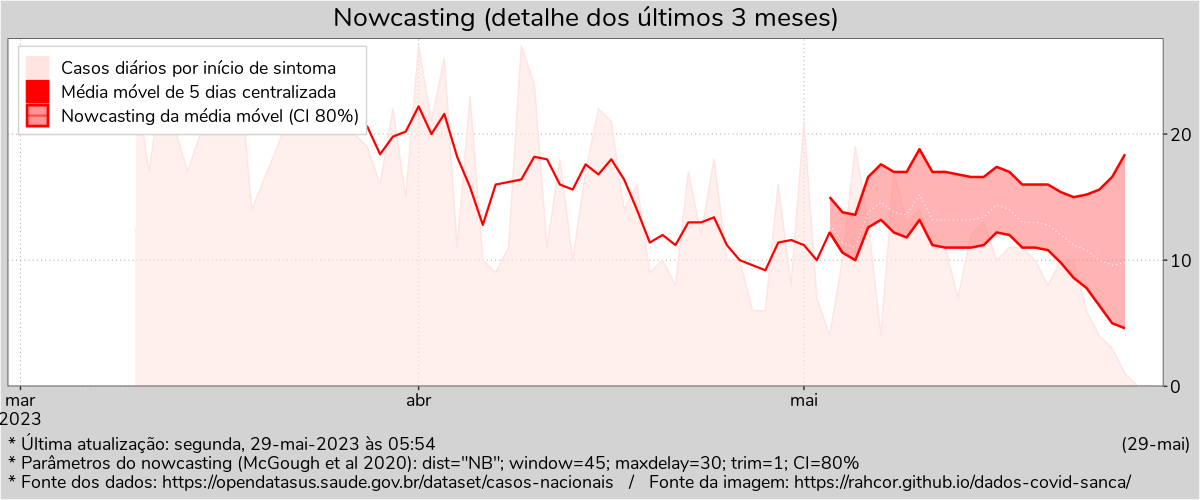 Nowcasting (detalhe dos últimos 3 meses)
Casos diários por início de sintoma
Média móvel de 5 dias centralizada
Nowcasting da média móvel (CI 80%)
20
10
0
mar abr mai
2023
* Última atualização: segunda, 29-mai-2023 às 05:54 (29-mai)
* Parâmetros do nowcasting (McGough et al 2020): dist="NB"; window=45; maxdelay=30; trim=1; CI=80%
* Fonte dos dados: https://opendatasus.saude.gov.br/dataset/casos-nacionais / Fonte da imagem: https://rahcor.github.io/dados-covid-sanca/